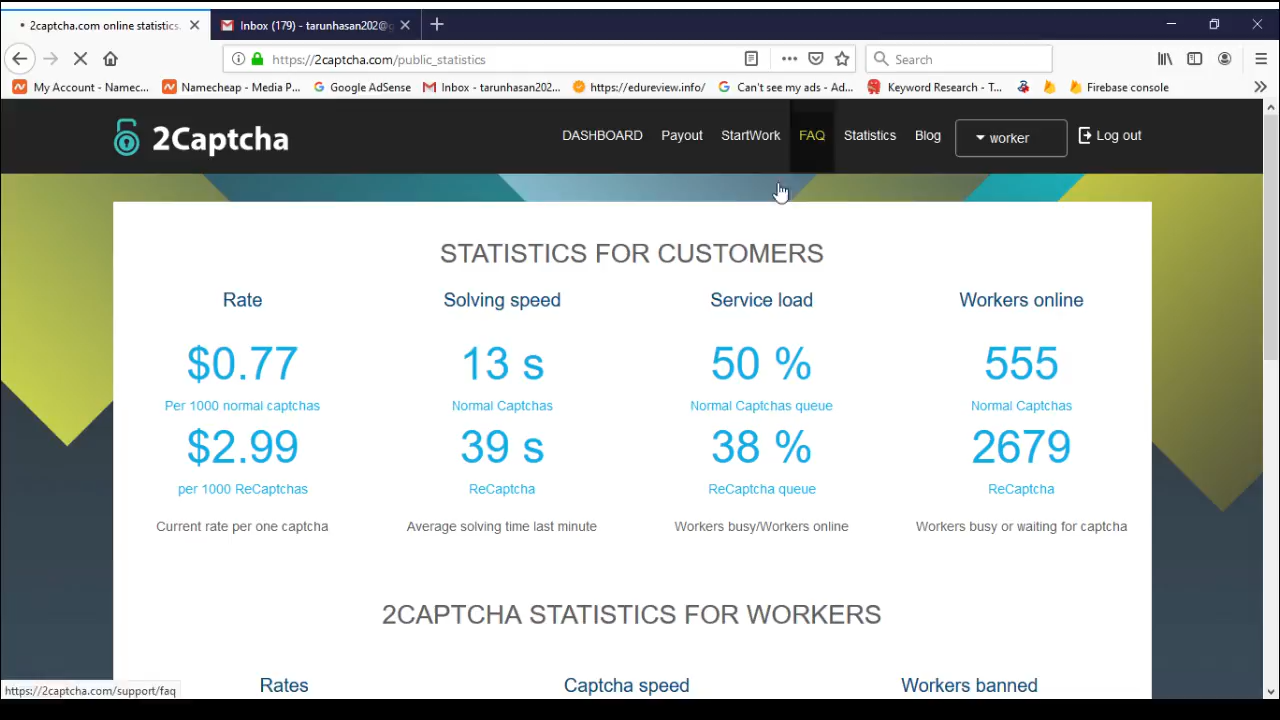 2captcha.com online statistics.
Inbox (179) - tarunhasan202@g
https://2captcha.com/public_statistics
Search
My Account - Namec...
Namecheap - Media P...
Google AdSense
Inbox - tarunhasan202...
https://edureview.info/
Can't see my ads - Ad...
Keyword Research - T...
Firebase console
2Captcha
DASHBOARD
Payout
StartWork
FAQ
Statistics
Blog
worker
Log out
STATISTICS FOR CUSTOMERS
Rate
Solving speed
Service load
Workers online
$0.77
13 s
50 %
555
Per 1000 normal captchas
Normal Captchas
Normal Captchas queue
Normal Captchas
$2.99
39 s
38 %
2679
per 1000 ReCaptchas
ReCaptcha
ReCaptcha queue
ReCaptcha
Current rate per one captcha
Average solving time last minute
Workers busy/Workers online
Workers busy or waiting for captcha
2CAPTCHA STATISTICS FOR WORKERS
Rates
Captcha speed
Workers banned
https://2captcha.com/support/faq